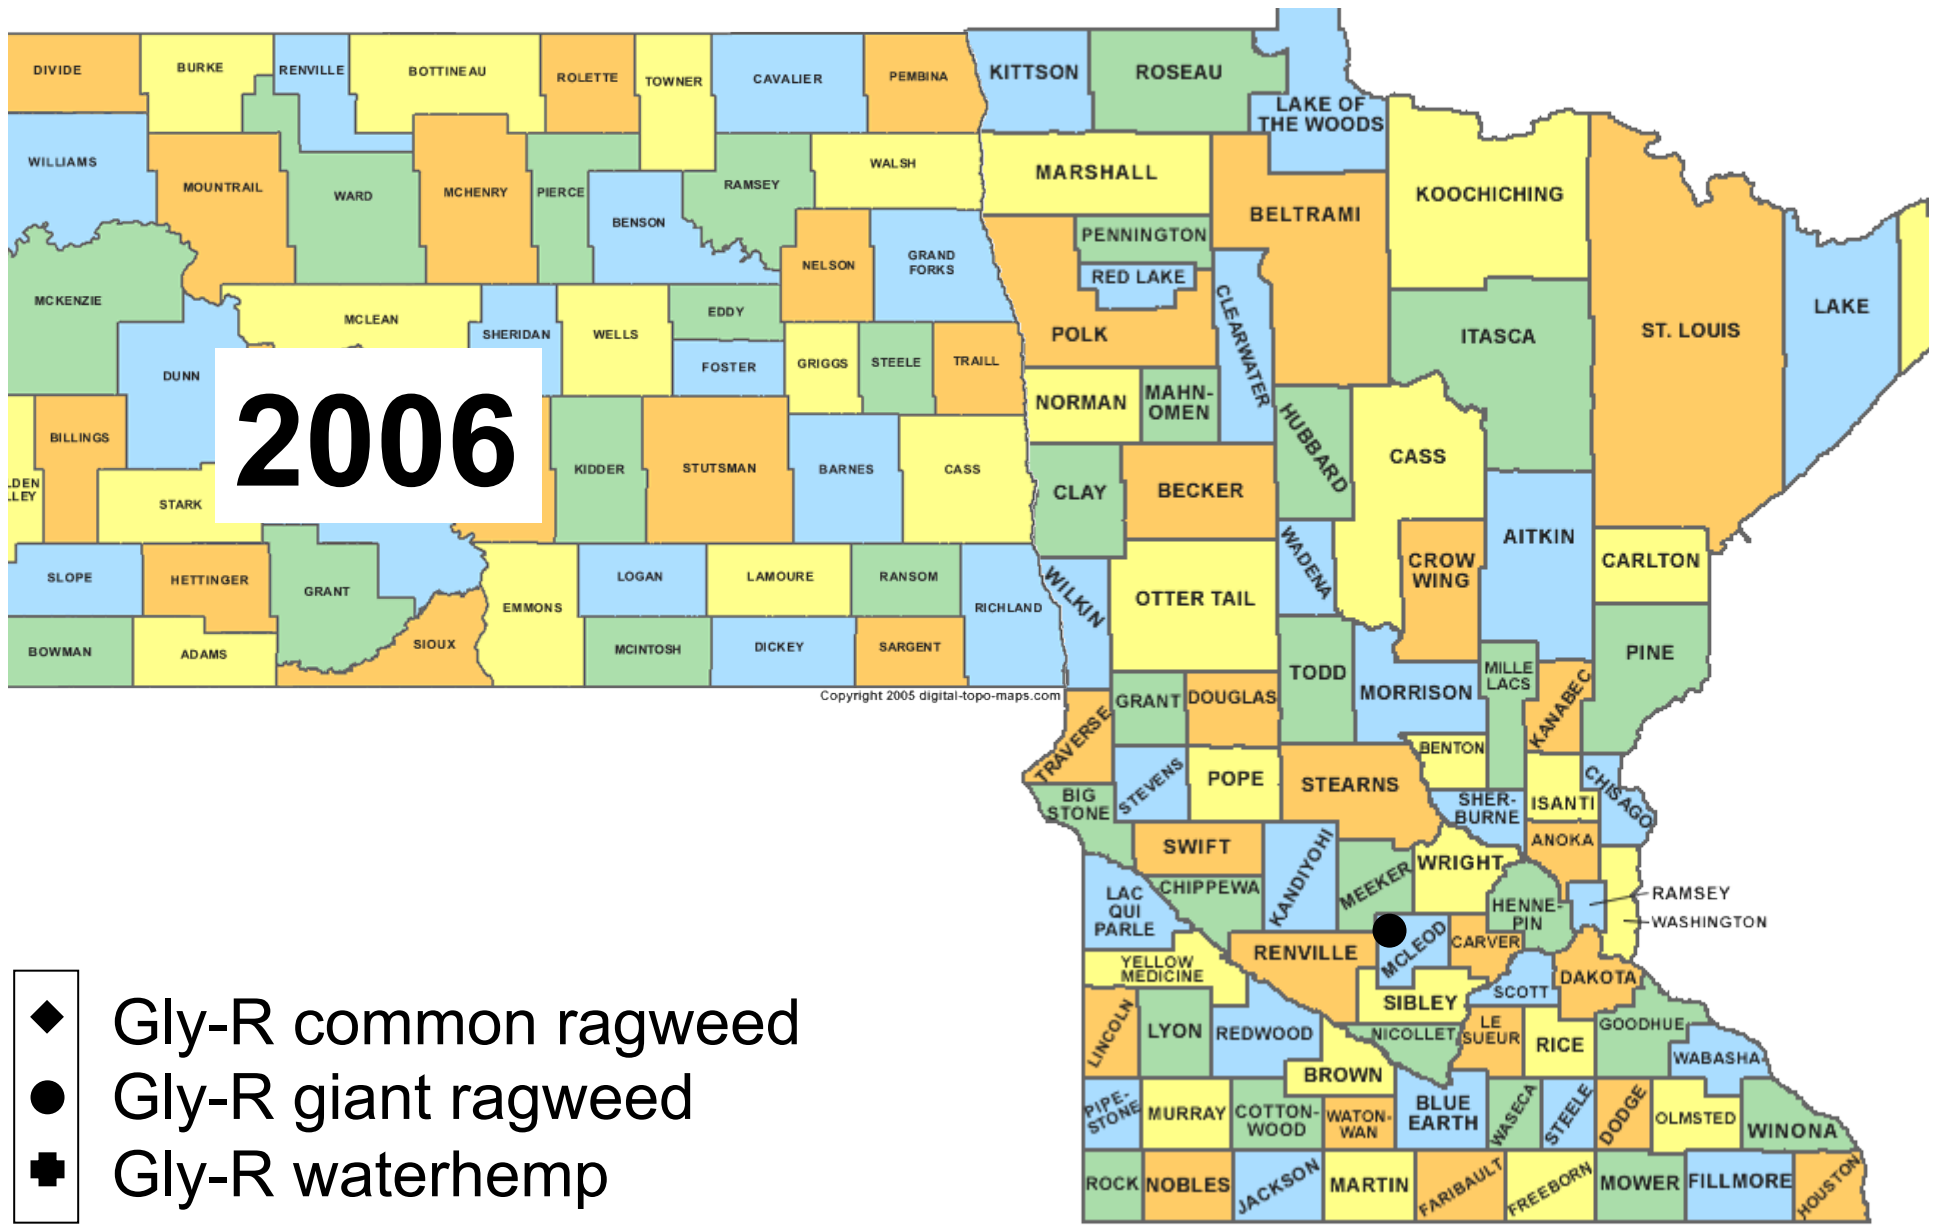 DIVIDE
BURKE
RENVILLE
BOTTINEAU
ROLETTE
TOWNER
CAVALIER
PEMBINA
KITTSON
ROSEAU
LAKE OF
THE WOODS
WILLIAMS
MOUNTRAIL
WARD
MCHENRY
PIERCE
BENSON
RAMSEY
WALSH
MARSHALL
BELTRAMI
KOOCHICHING
PENNINGTON
RED LAKE
NELSON
GRAND
FORKS
MCKENZIE
MCLEAN
SHERIDAN
WELLS
EDDY
FOSTER
GRIGGS
STEELE
TRAILL
POLK
CLEARWATER
ITASCA
ST. LOUIS
LAKE
DUNN
2006
NORMAN
MAHN-
OMEN
HUBBARD
CASS
BILLINGS
LDEN
LLEY
STARK
KIDDER
STUTSMAN
BARNES
CASS
CLAY
BECKER
WADENA
CROW
WING
AITKIN
CARLTON
SLOPE
HETTINGER
GRANT
EMMONS
LOGAN
LAMOURE
RANSOM
RICHLAND
WILKIN
OTTER TAIL
BOWMAN
ADAMS
SIOUX
MCINTOSH
DICKEY
SARGENT
TODD
MORRISON
MILLE
LACS
KANABEC
PINE
Copyright 2005 digital-topo-maps.com
TRAVERSE
GRANT
DOUGLAS
BENTON
BIG
STONE
STEVENS
POPE
STEARNS
SHER-
BURNE
ISANTI
CHISAGO
SWIFT
KANDIYOHI
MEEKER
WRIGHT
ANOKA
LAC
QUI
PARLE
CHIPPEWA
HENNE-
PIN
RAMSEY
WASHINGTON
RENVILLE
MCLEOD
CARVER
YELLOW
MEDICINE
SIBLEY
SCOTT
DAKOTA
LINCOLN
LYON
REDWOOD
NICOLLET
LE
SUEUR
RICE
GOODHUE
WABASHA
BROWN
PIPE-
STONE
MURRAY
COTTON-
WOOD
WATON-
WAN
BLUE
EARTH
WASECA
STEELE
DODGE
OLMSTED
WINONA
ROCK
NOBLES
JACKSON
MARTIN
FARIBAULT
FREEBORN
MOWER
FILLMORE
HOUSTON
Gly-R common ragweed
Gly-R giant ragweed
Gly-R waterhemp